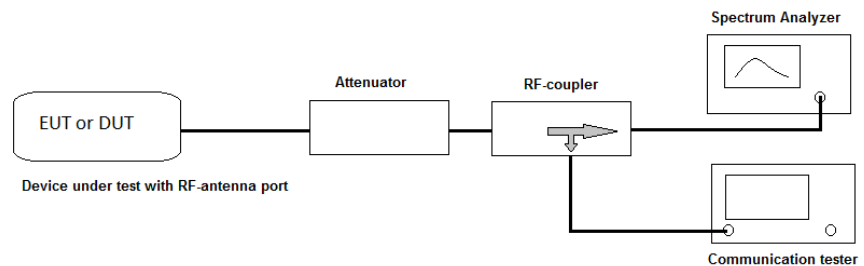 Spectrum Analyzer
Attenuator
RF-coupler
EUT or DUT
Device under test with RF-antenna port
Communication tester